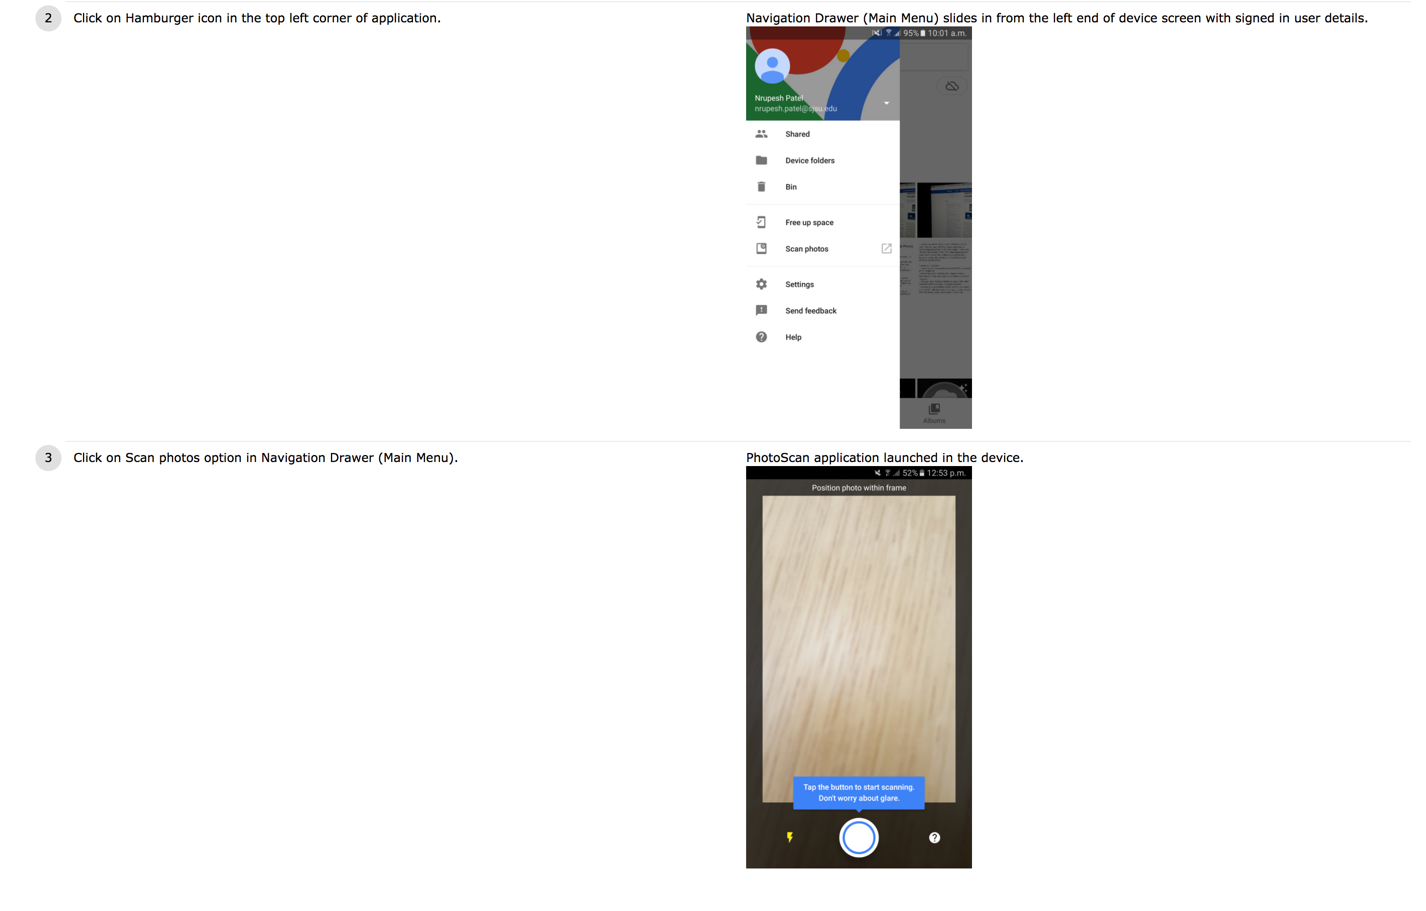 2 Click on Hamburger icon in the top left corner of application.
Navigation Drawer (Main Menu) slides in from the left end of device screen with signed in user details.
95% 10:01 a.m.
Nrupesh Patel
nrupesh.patel@sjsu.edu
Shared
Device folders
Bin
Free up space
Scan photos
Settings
Send feedback
Help
Albums
3 Click on Scan photos option in Navigation Drawer (Main Menu).
PhotoScan application launched in the device.
52% 12:53 p.m.
Position photo within frame
Tap the button to start scanning.
Don't worry about glare.